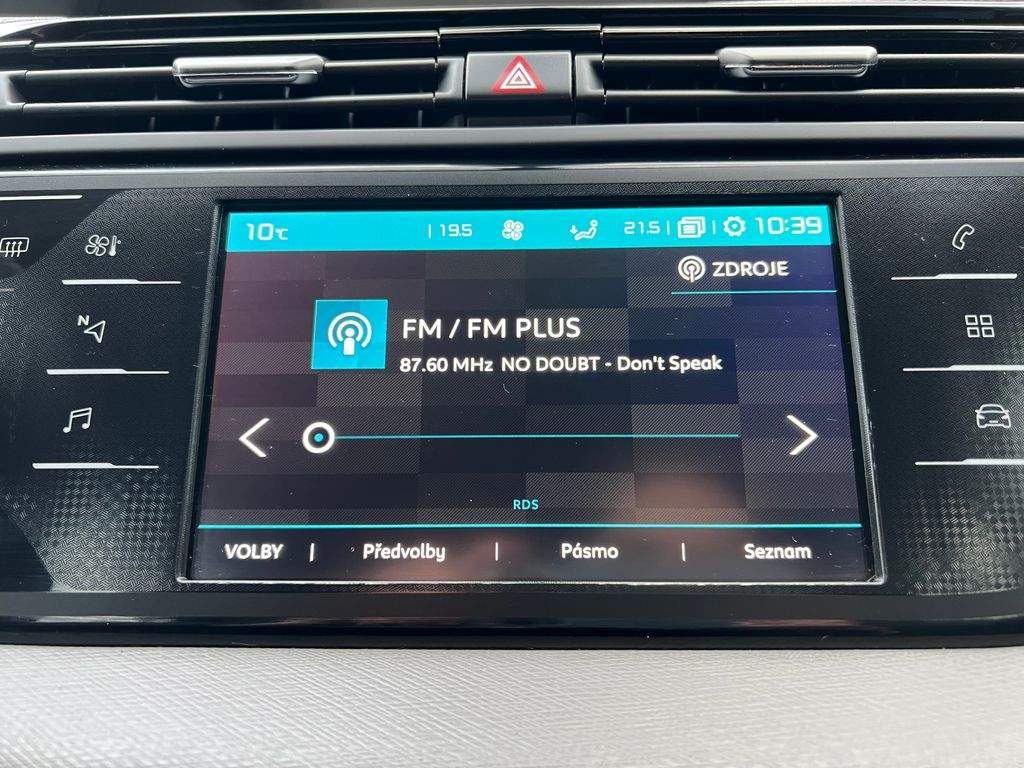 10°C | 19.5 21.5 | | 10:39
ZDROJE
N
FM / FM PLUS
87.60 MHz NO DOUBT - Don't Speak
RDS
VOLBY | Předvolby | Pásmo | Seznam